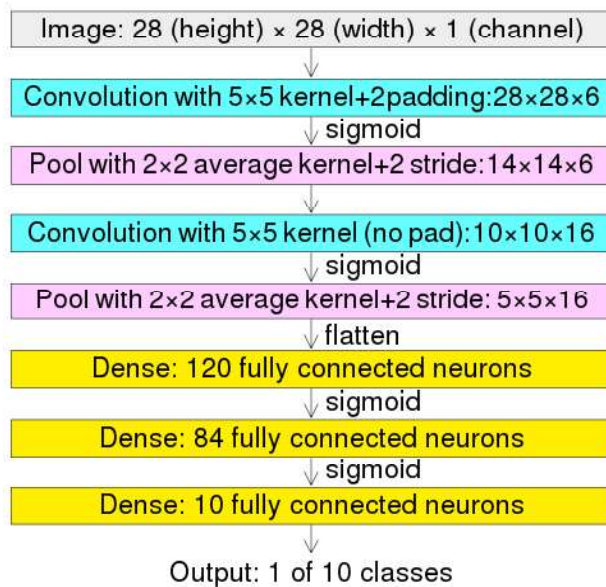 Image: 28 (height) × 28 (width) × 1 (channel)
Convolution with 5×5 kernel+2padding:28×28×6
sigmoid
Pool with 2×2 average kernel+2 stride:14×14×6
Convolution with 5×5 kernel (no pad):10×10×16
sigmoid
Pool with 2×2 average kernel+2 stride: 5×5×16
flatten
Dense: 120 fully connected neurons
sigmoid
Dense: 84 fully connected neurons
sigmoid
Dense: 10 fully connected neurons
Output: 1 of 10 classes